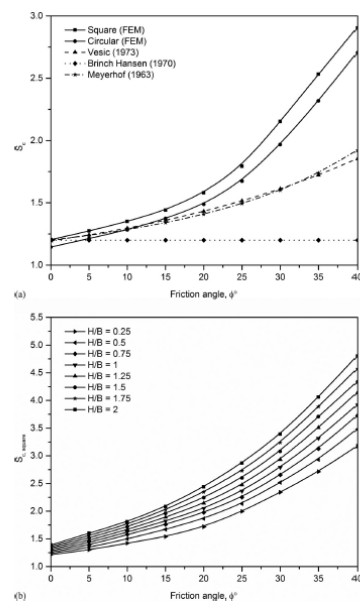 3.0
2.5
2.0
1.5
1.0
Sc
Square (FEM)
Circular (FEM)
Vesic (1973)
Brinch Hansen (1970)
Meyerhof (1963)
0 5 10 15 20 25 30 35 40
(a)
Friction angle, ϕ°
5.5
5.0
4.5
4.0
3.5
3.0
2.5
2.0
1.5
1.0
Sc, square
H/B = 0.25
H/B = 0.5
H/B = 0.75
H/B = 1
H/B = 1.25
H/B = 1.5
H/B = 1.75
H/B = 2
0 5 10 15 20 25 30 35 40
(b)
Friction angle, ϕ°